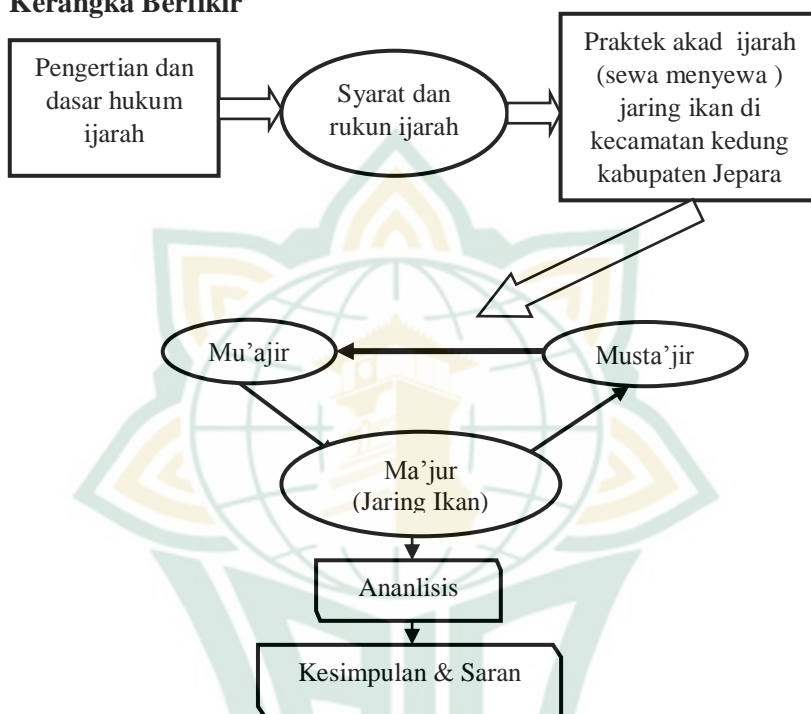 Kerangka Berfikir
Pengertian dan
dasar hukum
ijarah
Syarat dan
rukun ijarah
Praktek akad ijarah
(sewa menyewa )
jaring ikan di
kecamatan kedung
kabupaten Jepara
Mu'ajir
Musta'jir
Ma'jur
(Jaring Ikan)
Ananlisis
Kesimpulan & Saran